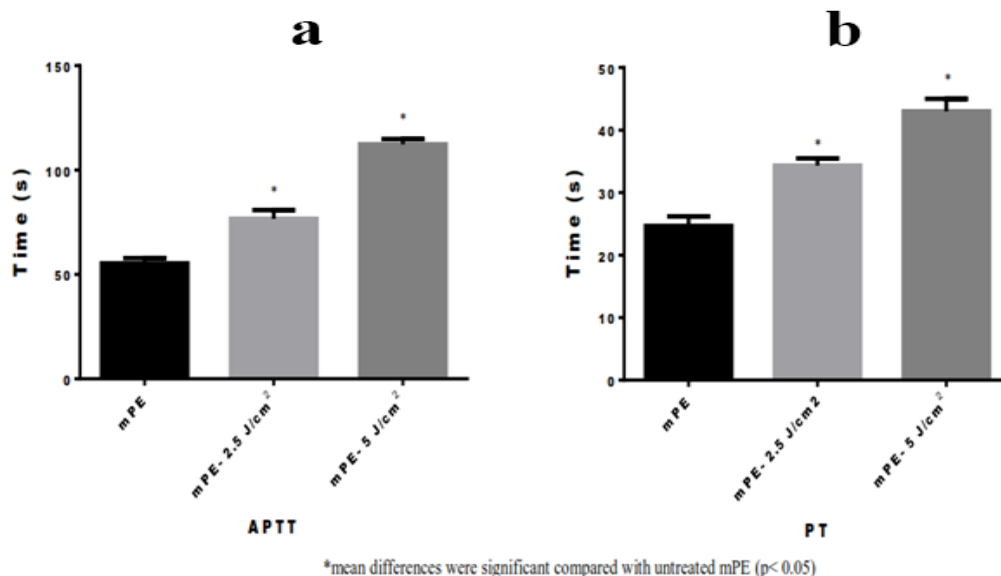 a
150
100
50
0
Time (s)
*
*
mPE
mPE- 2.5 J/cm²
mPE- 5 J/cm²
APTT
b
50
40
30
20
10
0
Time (s)
*
*
mPE
mPE- 2.5 J/cm2
mPE- 5 J/cm²
PT
*mean differences were significant compared with untreated mPE (p< 0.05)